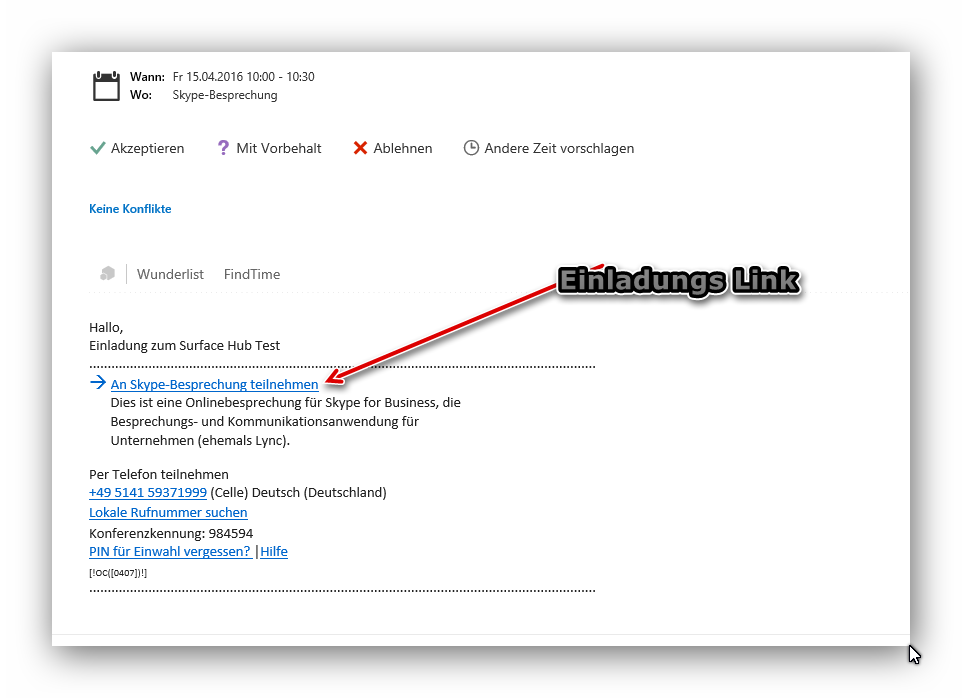 Wann: Fr 15.04.2016 10:00 - 10:30
Wo: Skype-Besprechung
Akzeptieren ? Mit Vorbehalt Ablehnen Andere Zeit vorschlagen
Keine Konflikte
Wunderlist FindTime
Einladungs Link
Hallo,
Einladung zum Surface Hub Test
An Skype-Besprechung teilnehmen
Dies ist eine Onlinebesprechung für Skype for Business, die
Besprechungs- und Kommunikationsanwendung für
Unternehmen (ehemals Lync).
Per Telefon teilnehmen
+49 5141 59371999 (Celle) Deutsch (Deutschland)
Lokale Rufnummer suchen
Konferenzkennung: 984594
PIN für Einwahl vergessen? |Hilfe
[!OC([0407])!]